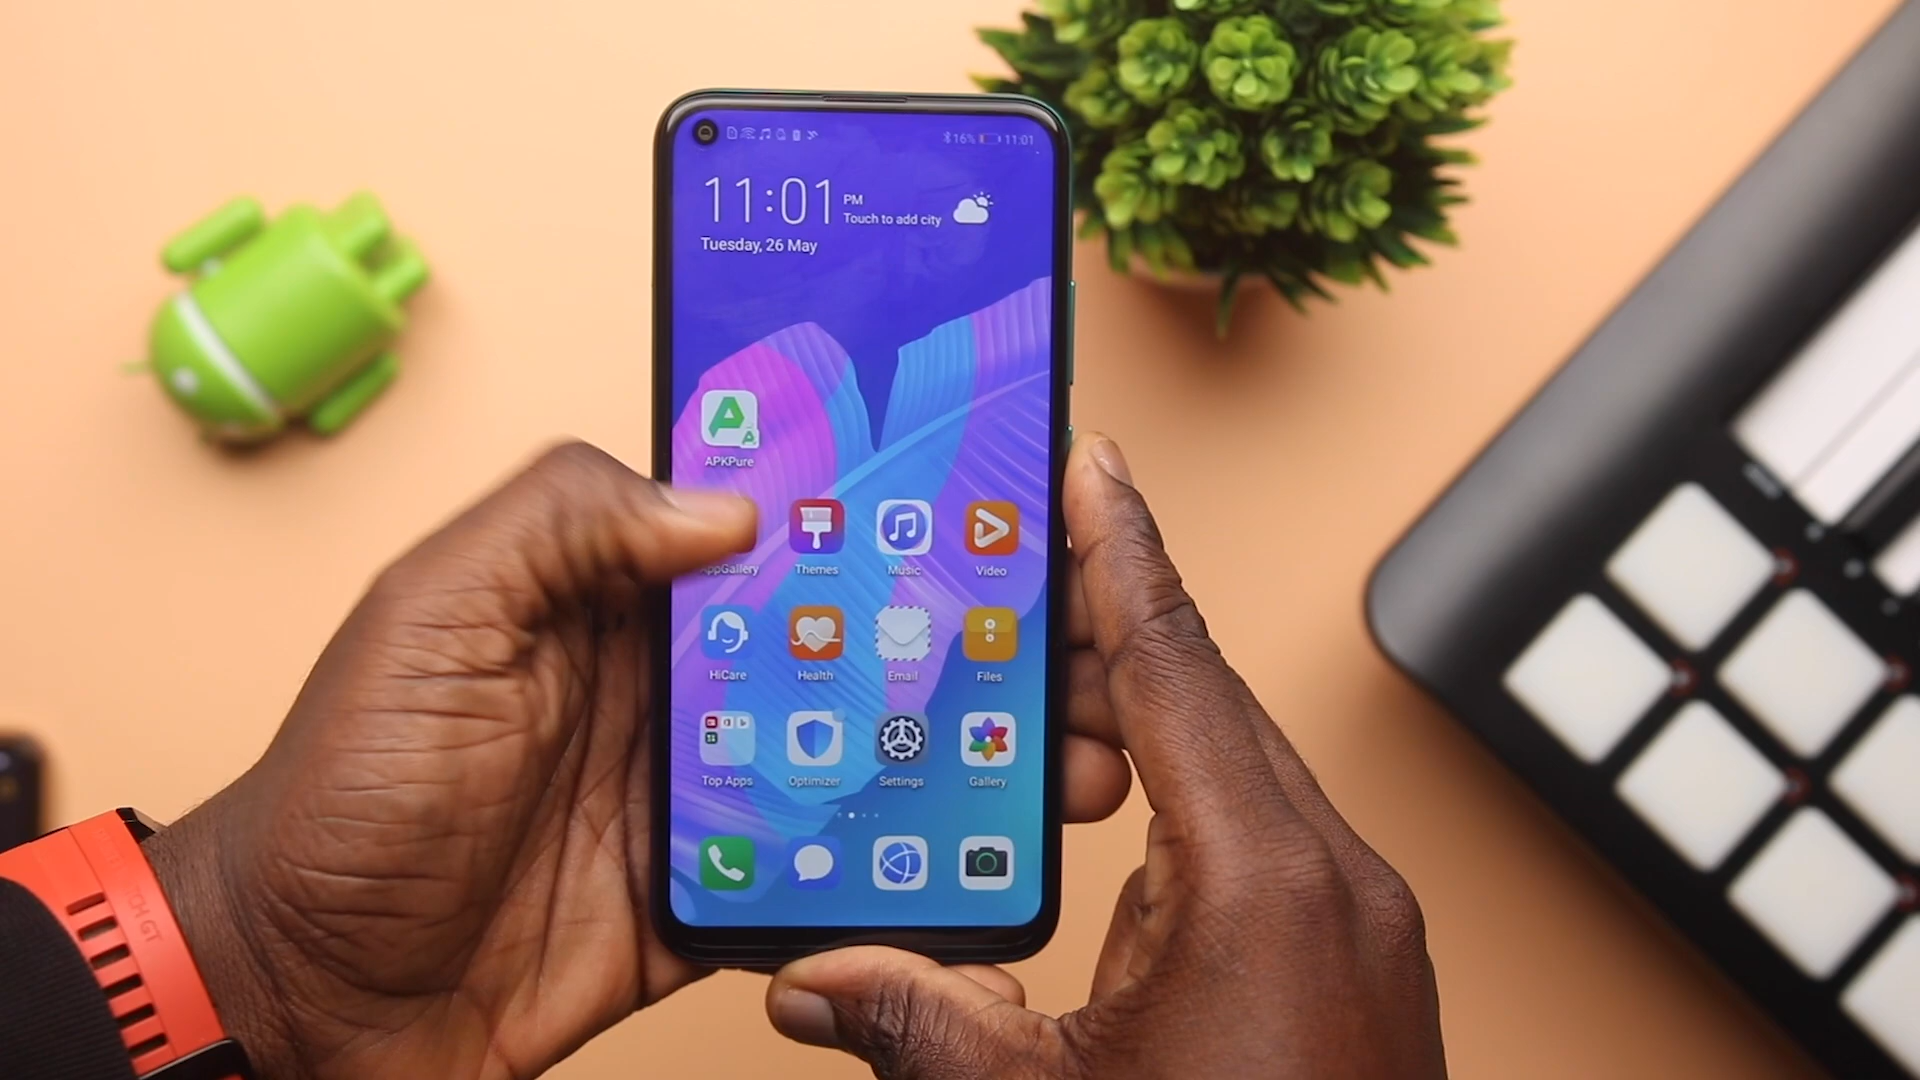 16% 11:01
11:01 PM
Touch to add city
Tuesday, 26 May
APKPure
AppGallery Themes Music Video
HiCare Health Email Files
Top Apps Optimizer Settings Gallery